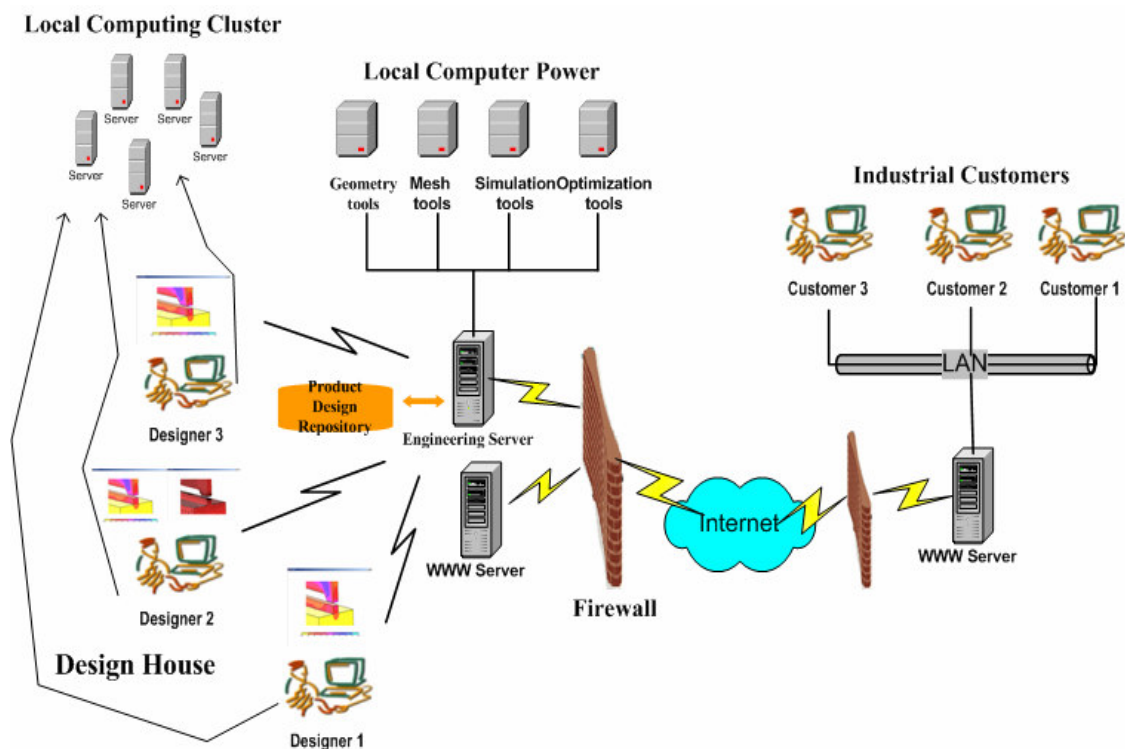 Local Computing Cluster
Server
Server
Server
Server
Server
Local Computer Power
Geometry
tools
Mesh
tools
Simulation
tools
Optimization
tools
Industrial Customers
Customer 3
Customer 2
Customer 1
LAN
Product
Design
Repository
Engineering Server
Designer 3
WWW Server
Internet
WWW Server
Designer 2
Firewall
Design House
Designer 1